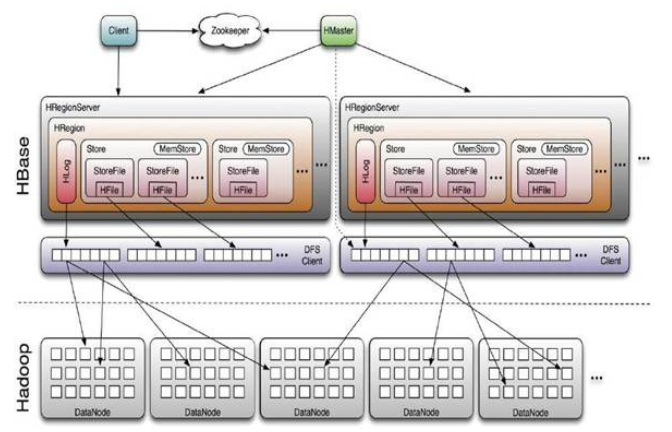 Client
Zookeeper
HMaster
HBase
HRegionServer
HRegion
HLog
Store
MemStore
StoreFile
HFile
StoreFile
HFile
...
Store
MemStore
StoreFile
HFile
...
...
HRegionServer
HRegion
HLog
Store
MemStore
StoreFile
HFile
StoreFile
HFile
...
Store
MemStore
StoreFile
HFile
...
...
...
...
DFS
Client
...
DFS
Client
Hadoop
DataNode
DataNode
DataNode
DataNode
DataNode
...